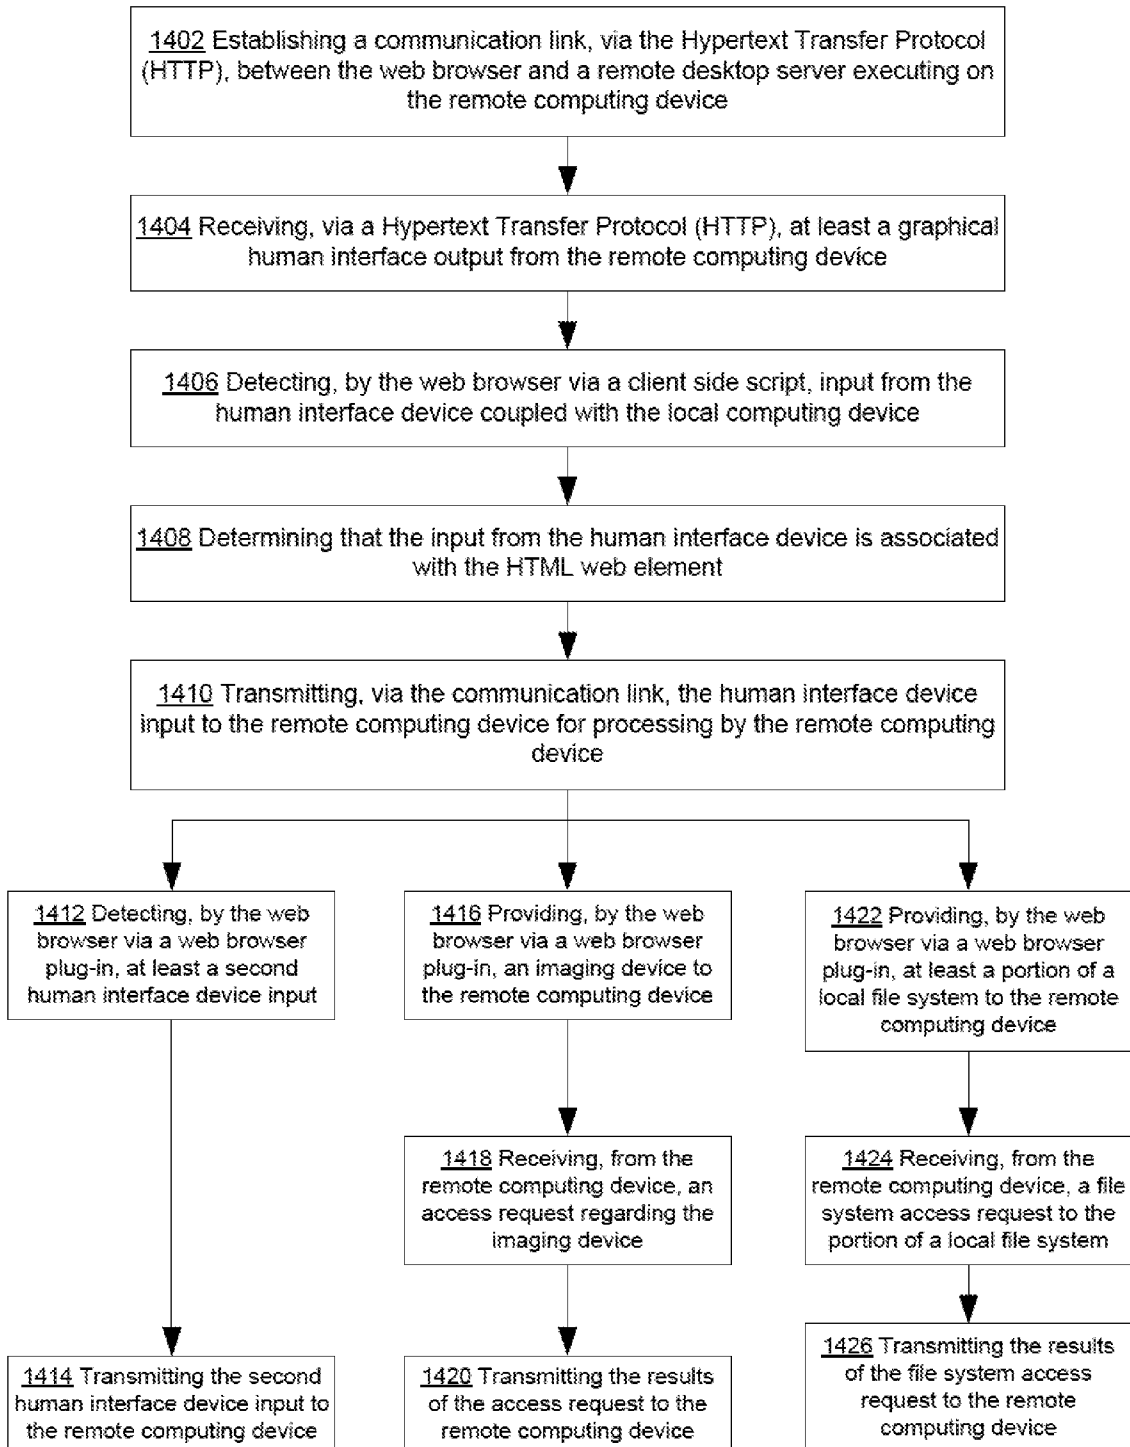 1402 Establishing a communication link, via the Hypertext Transfer Protocol
(HTTP), between the web browser and a remote desktop server executing on
the remote computing device
1404 Receiving, via a Hypertext Transfer Protocol (HTTP), at least a graphical
human interface output from the remote computing device
1406 Detecting, by the web browser via a client side script, input from the
human interface device coupled with the local computing device
1408 Determining that the input from the human interface device is associated
with the HTML web element
1410 Transmitting, via the communication link, the human interface device
input to the remote computing device for processing by the remote computing
device
1412 Detecting, by the web
browser via a web browser
plug-in, at least a second
human interface device input
1416 Providing, by the web
browser via a web browser
plug-in, an imaging device to
the remote computing device
1422 Providing, by the web
browser via a web browser
plug-in, at least a portion of a
local file system to the remote
computing device
1418 Receiving, from the
remote computing device, an
access request regarding the
imaging device
1424 Receiving, from the
remote computing device, a file
system access request to the
portion of a local file system
1414 Transmitting the second
human interface device input to
the remote computing device
1420 Transmitting the results
of the access request to the
remote computing device
1426 Transmitting the results
of the file system access
request to the remote
computing device